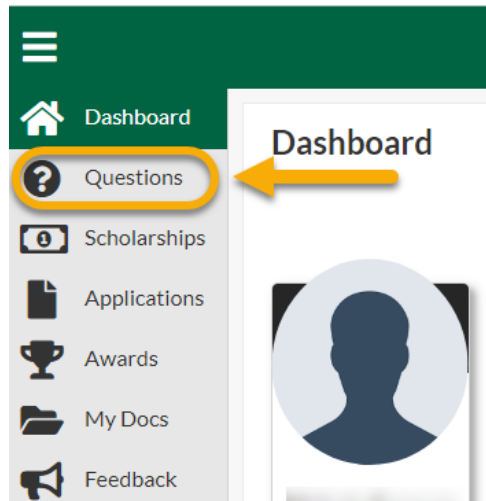 Dashboard
Dashboard
Questions
Scholarships
Applications
Awards
My Docs
Feedback